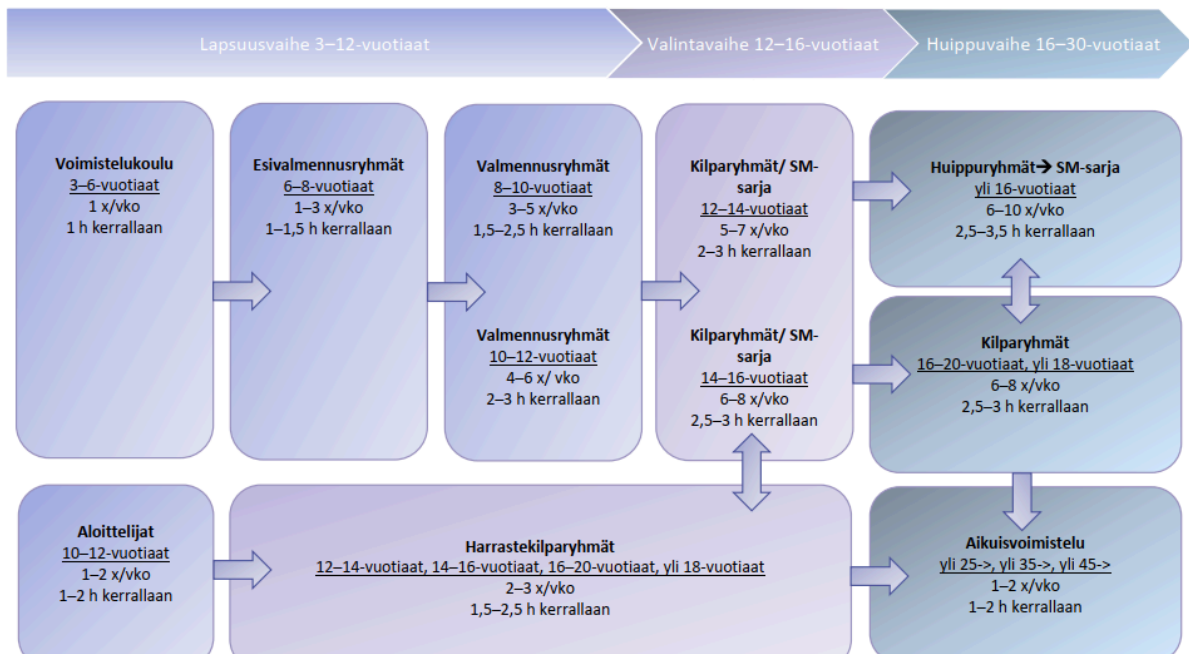 Lapsuusvaihe 3–12-vuotiaat
Valintavaihe 12–16-vuotiaat
Huippuvaihe 16–30-vuotiaat
Voimistelukoulu
3–6-vuotiaat
1 x/vko
1 h kerrallaan
Esivalmennusryhmät
6–8-vuotiaat
1–3 x/vko
1–1,5 h kerrallaan
Valmennusryhmät
8–10-vuotiaat
3–5 x/vko
1,5–2,5 h kerrallaan
Valmennusryhmät
10–12-vuotiaat
4–6 x/ vko
2–3 h kerrallaan
Kilparyhmät/ SM-
sarja
12–14-vuotiaat
5–7 x/vko
2–3 h kerrallaan
Kilparyhmät/ SM-
sarja
14–16-vuotiaat
6–8 x/vko
2,5–3 h kerrallaan
Huippuryhmät→ SM-sarja
yli 16-vuotiaat
6–10 x/vko
2,5–3,5 h kerrallaan
Kilparyhmät
16–20-vuotiaat, yli 18-vuotiaat
6–8 x/vko
2,5–3 h kerrallaan
Aloittelijat
10–12-vuotiaat
1–2 x/vko
1–2 h kerrallaan
Harrastekilparyhmät
12–14-vuotiaat, 14–16-vuotiaat, 16–20-vuotiaat, yli 18-vuotiaat
2–3 x/vko
1,5–2,5 h kerrallaan
Aikuisvoimistelu
yli 25->, yli 35->, yli 45->
1–2 x/vko
1–2 h kerrallaan